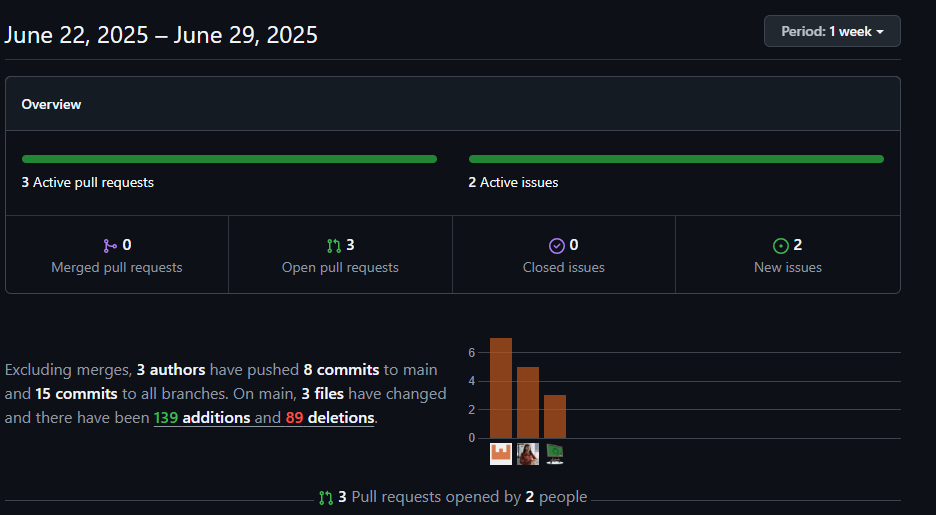 June 22, 2025 – June 29, 2025
Period: 1 week
Overview
3 Active pull requests
2 Active issues
0
Merged pull requests
3
Open pull requests
0
Closed issues
2
New issues
Excluding merges, 3 authors have pushed 8 commits to main
and 15 commits to all branches. On main, 3 files have changed
and there have been 139 additions and 89 deletions.
6
4
2
0
3 Pull requests opened by 2 people